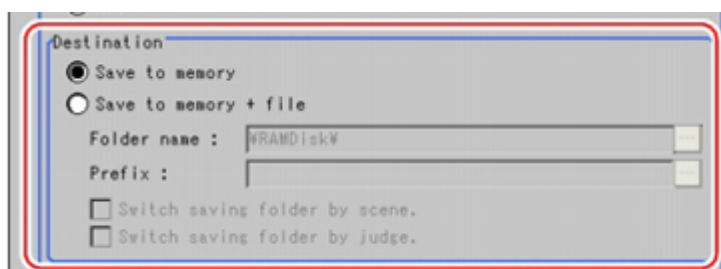 Destination
Save to memory
Save to memory + file
Folder name : ¥RAMDisk¥
Prefix :
Switch saving folder by scene.
Switch saving folder by judge.